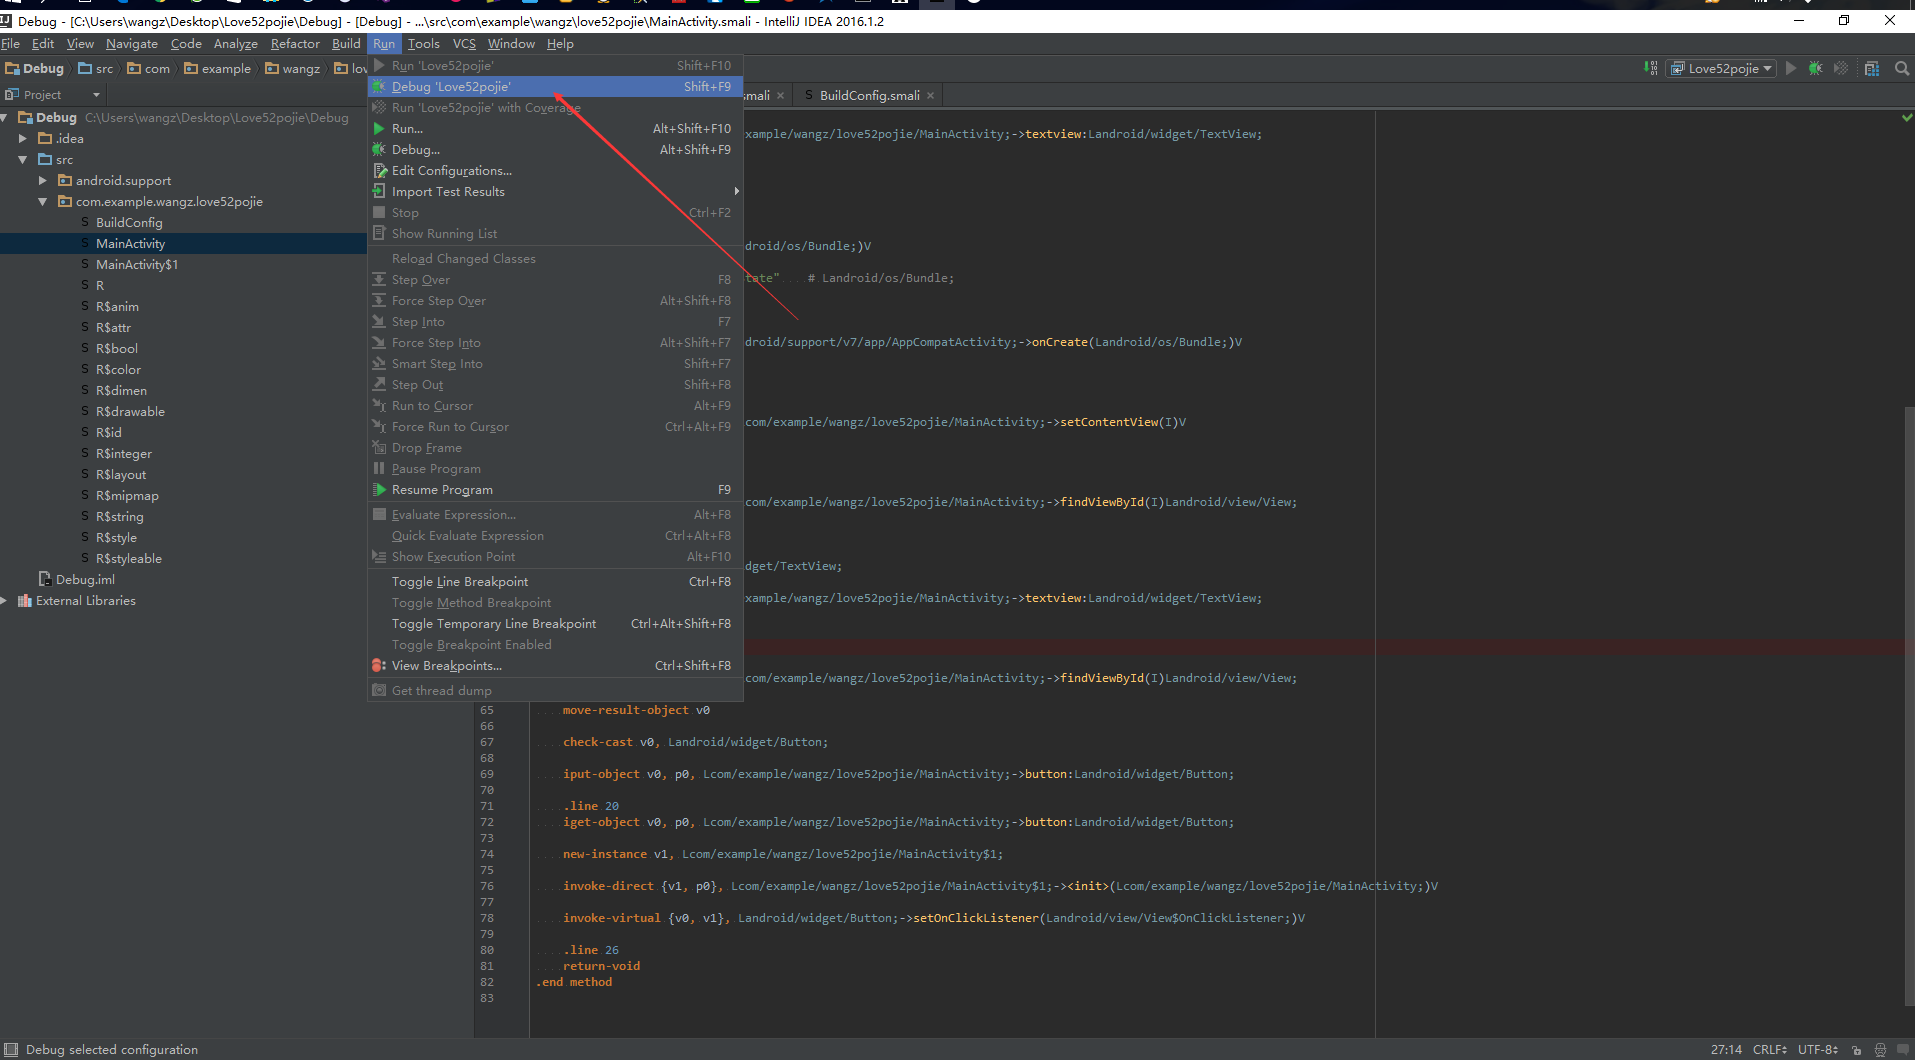 Debug - [C:\Users\wangz\Desktop\Love52pojie\Debug] - [Debug] - ...\src\com\example\wangz\love52pojie\MainActivity.smali - IntelliJ IDEA 2016.1.2
File Edit View Navigate Code Analyze Refactor Build Run Tools VCS Window Help
Debug src com example wangz lov
Love52pojie
Project
smali
BuildConfig.smali
Debug C:\Users\wangz\Desktop\Love52pojie\Debug
.idea
src
android.support
com.example.wangz.love52pojie
BuildConfig
MainActivity
MainActivity$1
R
R$anim
R$attr
R$bool
R$color
R$dimen
R$drawable
R$id
R$integer
R$layout
R$mipmap
R$string
R$style
R$styleable
Debug.iml
External Libraries
Run 'Love52pojie' Shift+F10
Debug 'Love52pojie' Shift+F9
Run 'Love52pojie' with Coverage
Run... Alt+Shift+F10
Debug... Alt+Shift+F9
Edit Configurations...
Import Test Results
Stop Ctrl+F2
Show Running List
Reload Changed Classes
Step Over F8
Force Step Over Alt+Shift+F8
Step Into F7
Force Step Into Alt+Shift+F7
Smart Step Into Shift+F7
Step Out Shift+F8
Run to Cursor Alt+F9
Force Run to Cursor Ctrl+Alt+F9
Drop Frame
Pause Program
Resume Program F9
Evaluate Expression... Alt+F8
Quick Evaluate Expression Ctrl+Alt+F8
Show Execution Point Alt+F10
Toggle Line Breakpoint Ctrl+F8
Toggle Method Breakpoint
Toggle Temporary Line Breakpoint Ctrl+Alt+Shift+F8
Toggle Breakpoint Enabled
View Breakpoints... Ctrl+Shift+F8
Get thread dump
xample/wangz/love52pojie/MainActivity;->textview:Landroid/widget/TextView;
droid/os/Bundle;)V
tate" # Landroid/os/Bundle;
droid/support/v7/app/AppCompatActivity;->onCreate(Landroid/os/Bundle;)V
com/example/wangz/love52pojie/MainActivity;->setContentView(I)V
com/example/wangz/love52pojie/MainActivity;->findViewById(I)Landroid/view/View;
dget/TextView;
xample/wangz/love52pojie/MainActivity;->textview:Landroid/widget/TextView;
com/example/wangz/love52pojie/MainActivity;->findViewById(I)Landroid/view/View;
65 move-result-object v0
66
67 check-cast v0, Landroid/widget/Button;
68
69 iput-object v0, p0, Lcom/example/wangz/love52pojie/MainActivity;->button:Landroid/widget/Button;
70
71 .line 20
72 iget-object v0, p0, Lcom/example/wangz/love52pojie/MainActivity;->button:Landroid/widget/Button;
73
74 new-instance v1, Lcom/example/wangz/love52pojie/MainActivity$1;
75
76 invoke-direct {v1, p0}, Lcom/example/wangz/love52pojie/MainActivity$1;-><init>(Lcom/example/wangz/love52pojie/MainActivity;)V
77
78 invoke-virtual {v0, v1}, Landroid/widget/Button;->setOnClickListener(Landroid/view/View$OnClickListener;)V
79
80 .line 26
81 return-void
82 .end method
83
Debug selected configuration
27:14 CRLF UTF-8